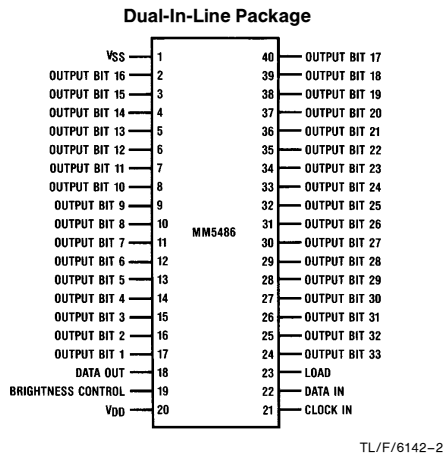 Dual-In-Line Package
VSS 1 40 OUTPUT BIT 17
OUTPUT BIT 16 2 39 OUTPUT BIT 18
OUTPUT BIT 15 3 38 OUTPUT BIT 19
OUTPUT BIT 14 4 37 OUTPUT BIT 20
OUTPUT BIT 13 5 36 OUTPUT BIT 21
OUTPUT BIT 12 6 35 OUTPUT BIT 22
OUTPUT BIT 11 7 34 OUTPUT BIT 23
OUTPUT BIT 10 8 33 OUTPUT BIT 24
OUTPUT BIT 9 9 32 OUTPUT BIT 25
OUTPUT BIT 8 10 31 OUTPUT BIT 26
MM5486
OUTPUT BIT 7 11 30 OUTPUT BIT 27
OUTPUT BIT 6 12 29 OUTPUT BIT 28
OUTPUT BIT 5 13 28 OUTPUT BIT 29
OUTPUT BIT 4 14 27 OUTPUT BIT 30
OUTPUT BIT 3 15 26 OUTPUT BIT 31
OUTPUT BIT 2 16 25 OUTPUT BIT 32
OUTPUT BIT 1 17 24 OUTPUT BIT 33
DATA OUT 18 23 LOAD
BRIGHTNESS CONTROL 19 22 DATA IN
VDD 20 21 CLOCK IN
TL/F/6142–2